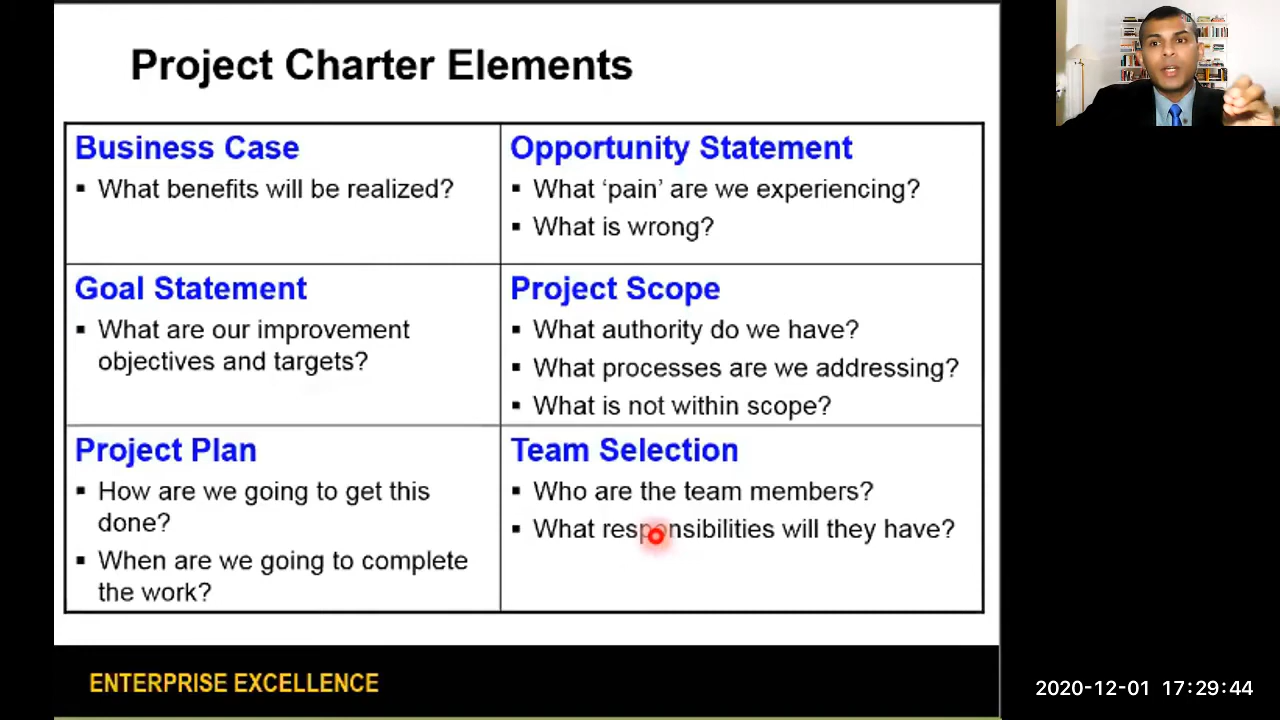 Project Charter Elements
Business Case
▪ What benefits will be realized?
Opportunity Statement
▪ What ‘pain’ are we experiencing?
▪ What is wrong?
Goal Statement
▪ What are our improvement
objectives and targets?
Project Scope
▪ What authority do we have?
▪ What processes are we addressing?
▪ What is not within scope?
Project Plan
▪ How are we going to get this
done?
▪ When are we going to complete
the work?
Team Selection
▪ Who are the team members?
▪ What responsibilities will they have?
ENTERPRISE EXCELLENCE
2020-12-01 17:29:44